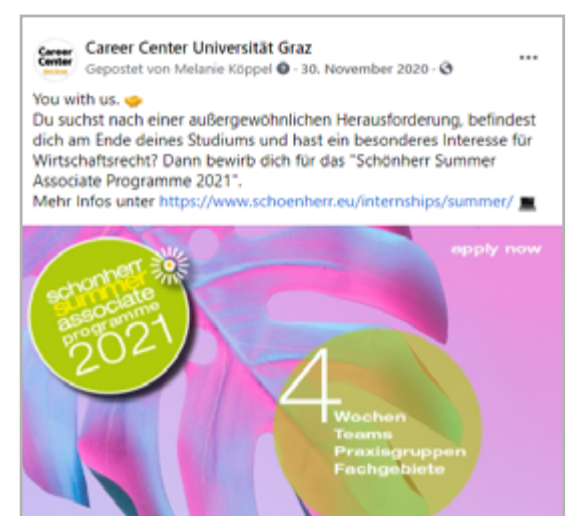 Career Center Universität Graz
Gepostet von Melanie Köppel · 30. November 2020 ·
You with us.
Du suchst nach einer außergewöhnlichen Herausforderung, befindest
dich am Ende deines Studiums und hast ein besonderes Interesse für
Wirtschaftsrecht? Dann bewirb dich für das "Schönherr Summer
Associate Programme 2021".
Mehr Infos unter https://www.schoenherr.eu/internships/summer/
apply now
schonherr
summer
associate
programme
2021
4
Wochen
Teams
Praxisgruppen
Fachgebiete
Career
Center